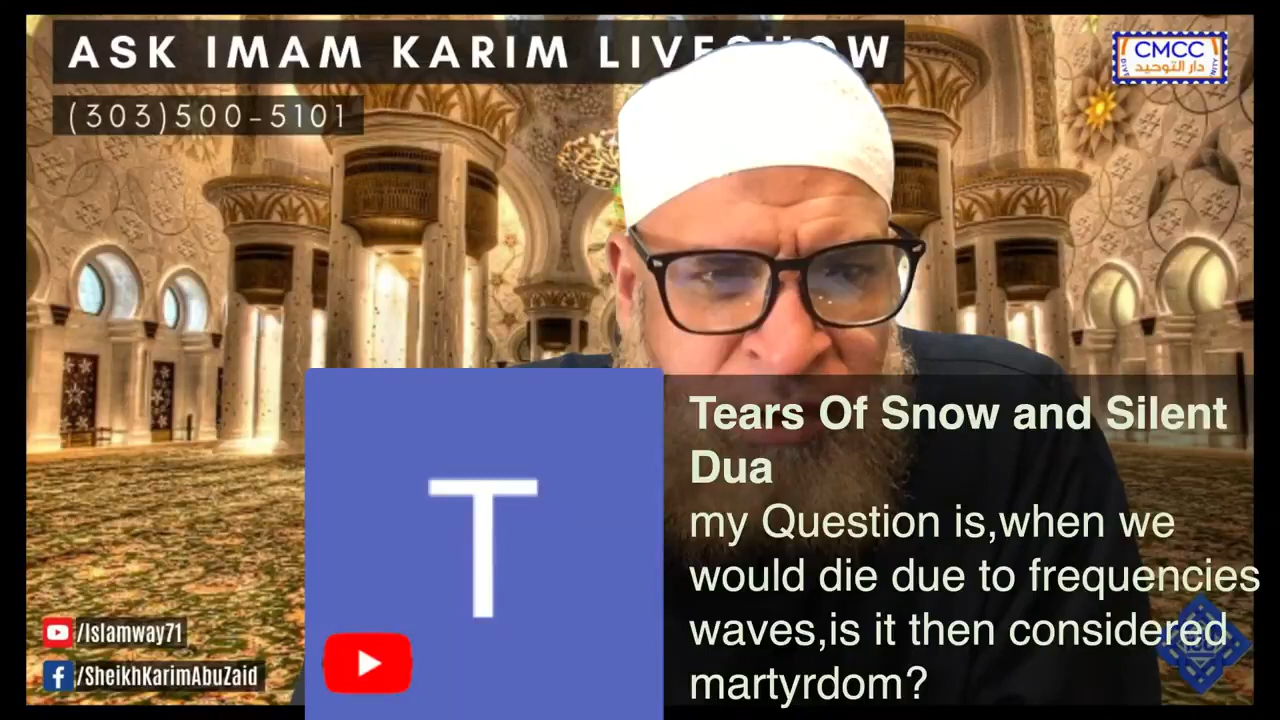 ASK IMAM KARIM LIVESHOW
(303)500-5101
CMCC
دار التوحيد
T
Tears Of Snow and Silent
Dua
my Question is,when we
would die due to frequencies
waves,is it then considered
martyrdom?
/Islamway71
/SheikhKarimAbuZaid